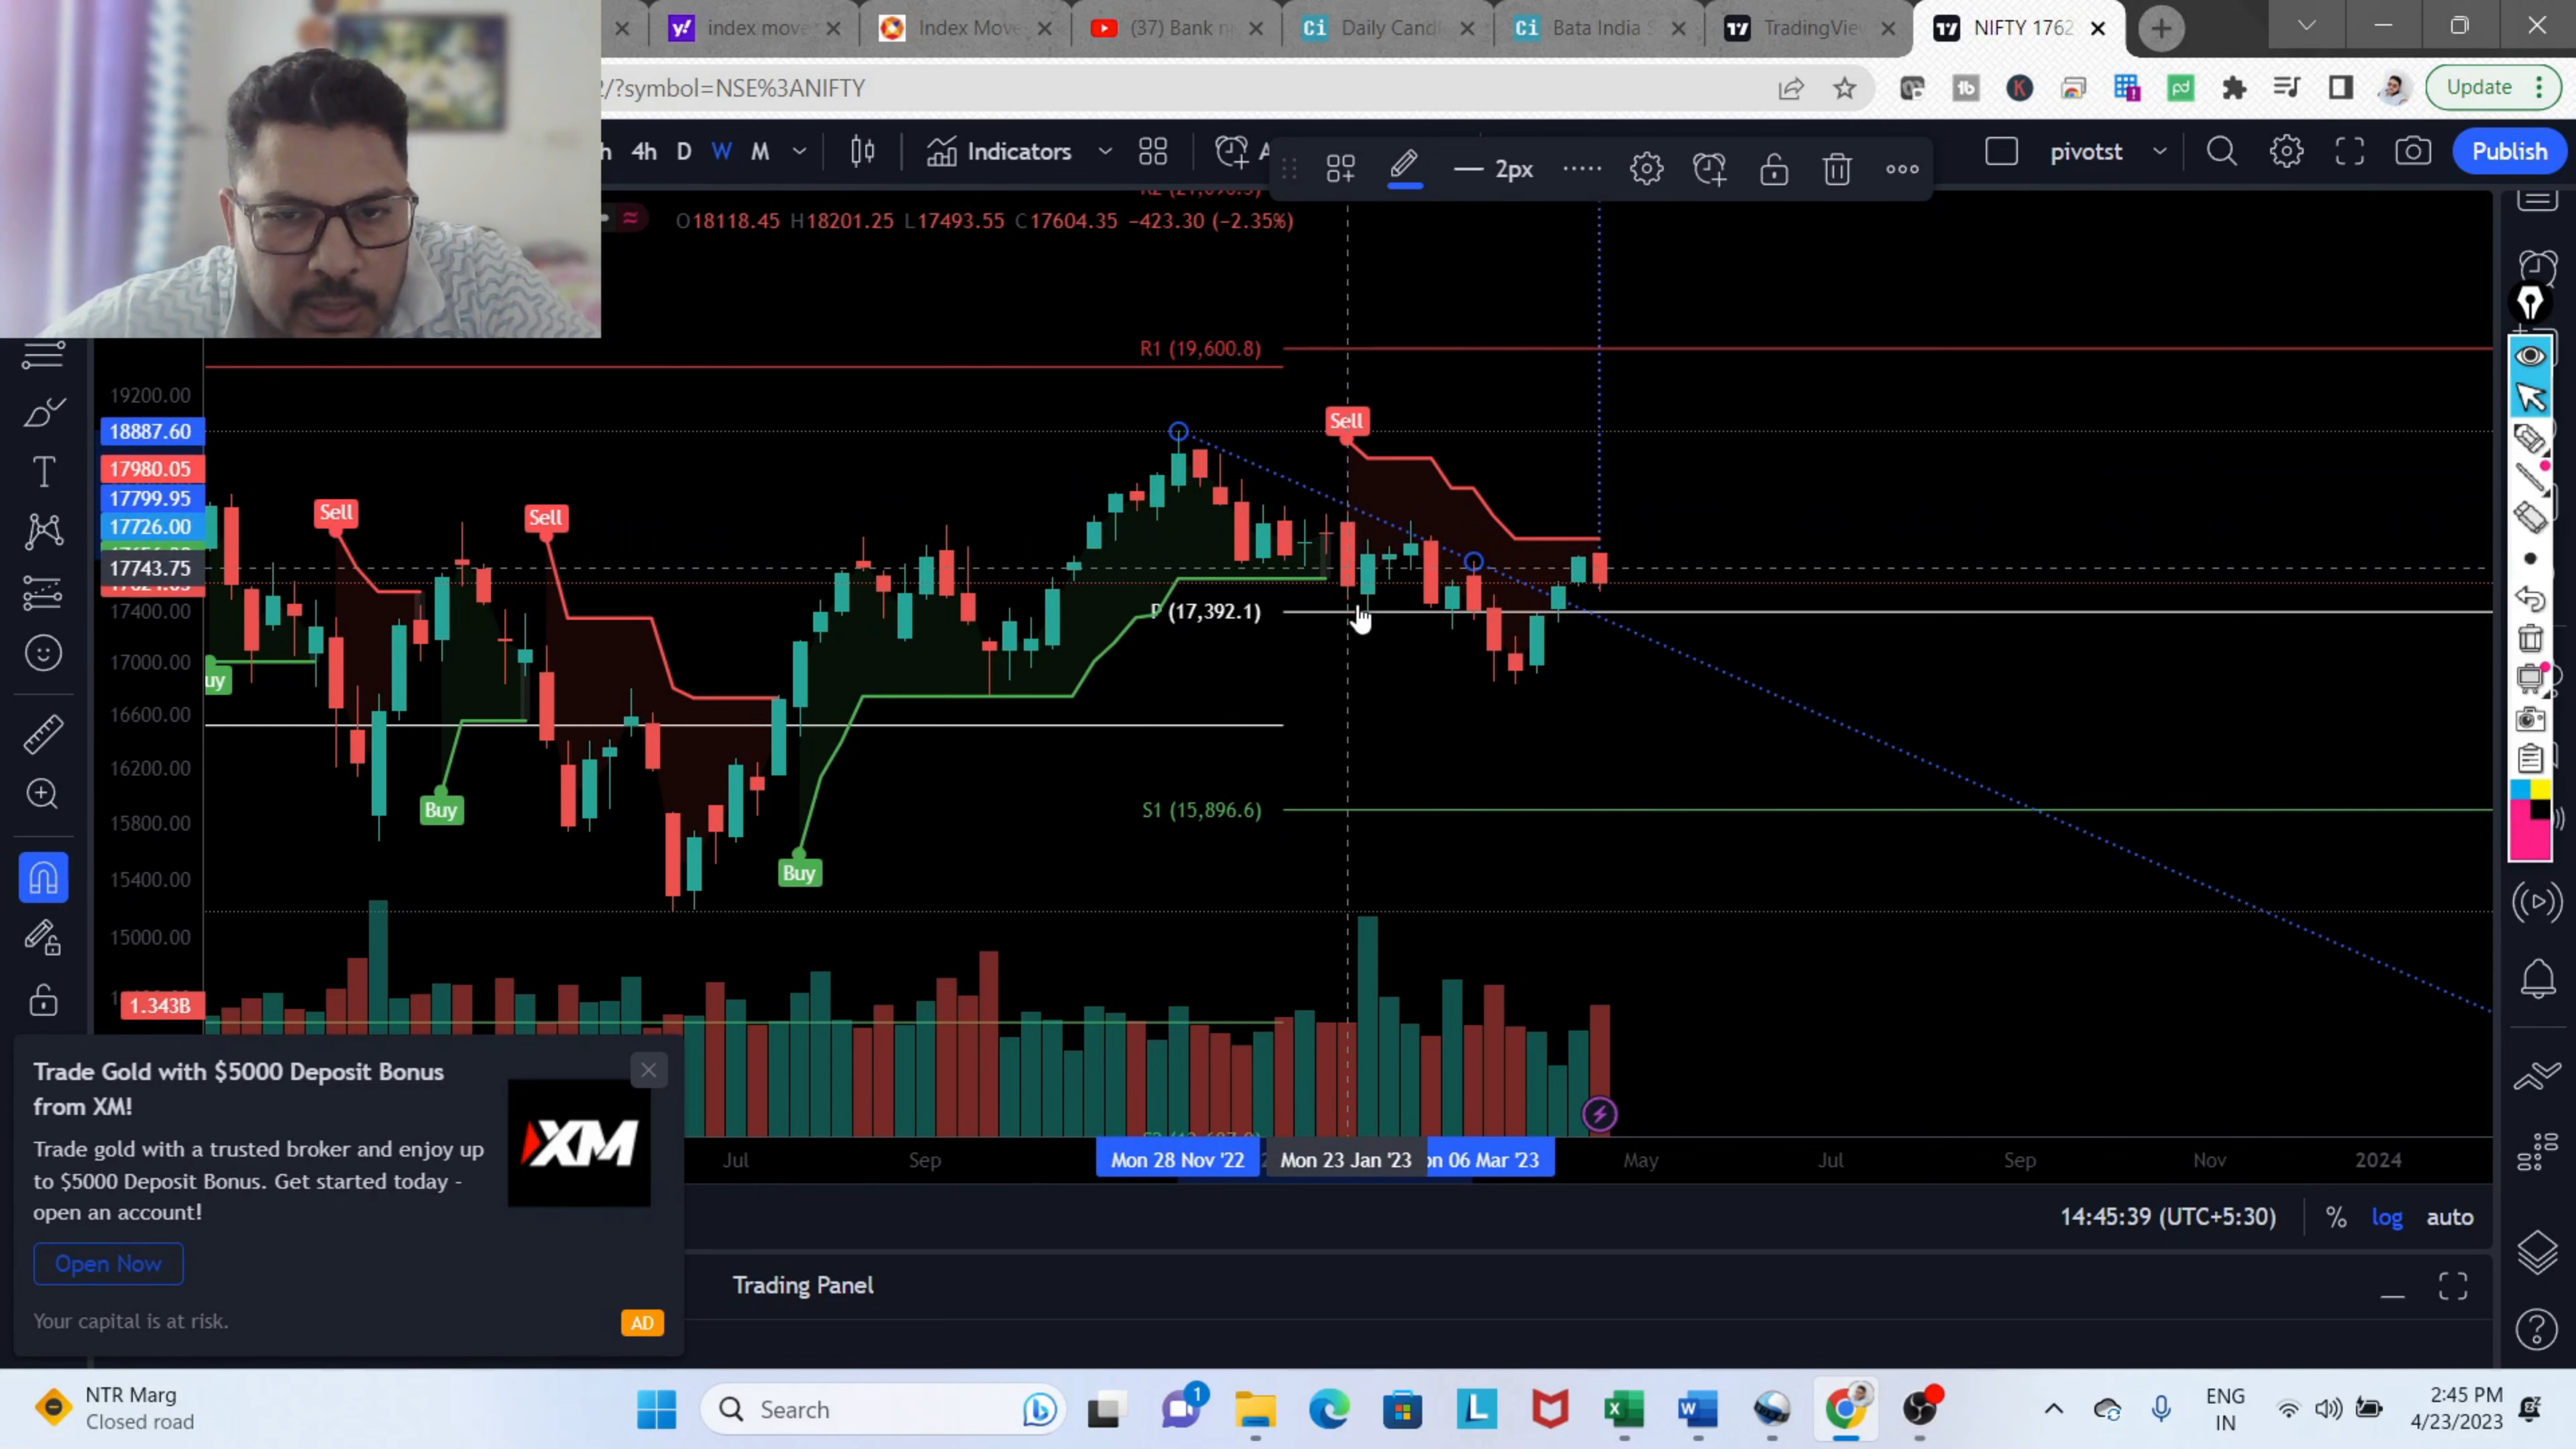 index move
Index Move
(37) Bank n
Ci
Daily Candl
Ci
Bata India S
TradingVie
NIFTY 1762
/?symbol=NSE%3ANIFTY
Update
h 4h D W M
Indicators
2px
pivotst
Publish
O18118.45 H18201.25 L17493.55 C17604.35 −423.30 (−2.35%)
R1 (19,600.8)
19200.00
18887.60
Sell
17980.05
17799.95
Sell
Sell
17726.00
17743.75
17400.00
P (17,392.1)
17000.00
uy
16600.00
16200.00
Buy
S1 (15,896.6)
15800.00
Buy
15400.00
15000.00
1.343B
Trade Gold with $5000 Deposit Bonus
from XM!
XM
Trade gold with a trusted broker and enjoy up
to $5000 Deposit Bonus. Get started today -
open an account!
Open Now
Your capital is at risk.
AD
Jul
Sep
Mon 28 Nov '22
Mon 23 Jan '23
on 06 Mar '23
May
Jul
Sep
Nov
2024
14:45:39 (UTC+5:30)
%
log
auto
Trading Panel
NTR Marg
Closed road
Search
1
ENG
IN
2:45 PM
4/23/2023